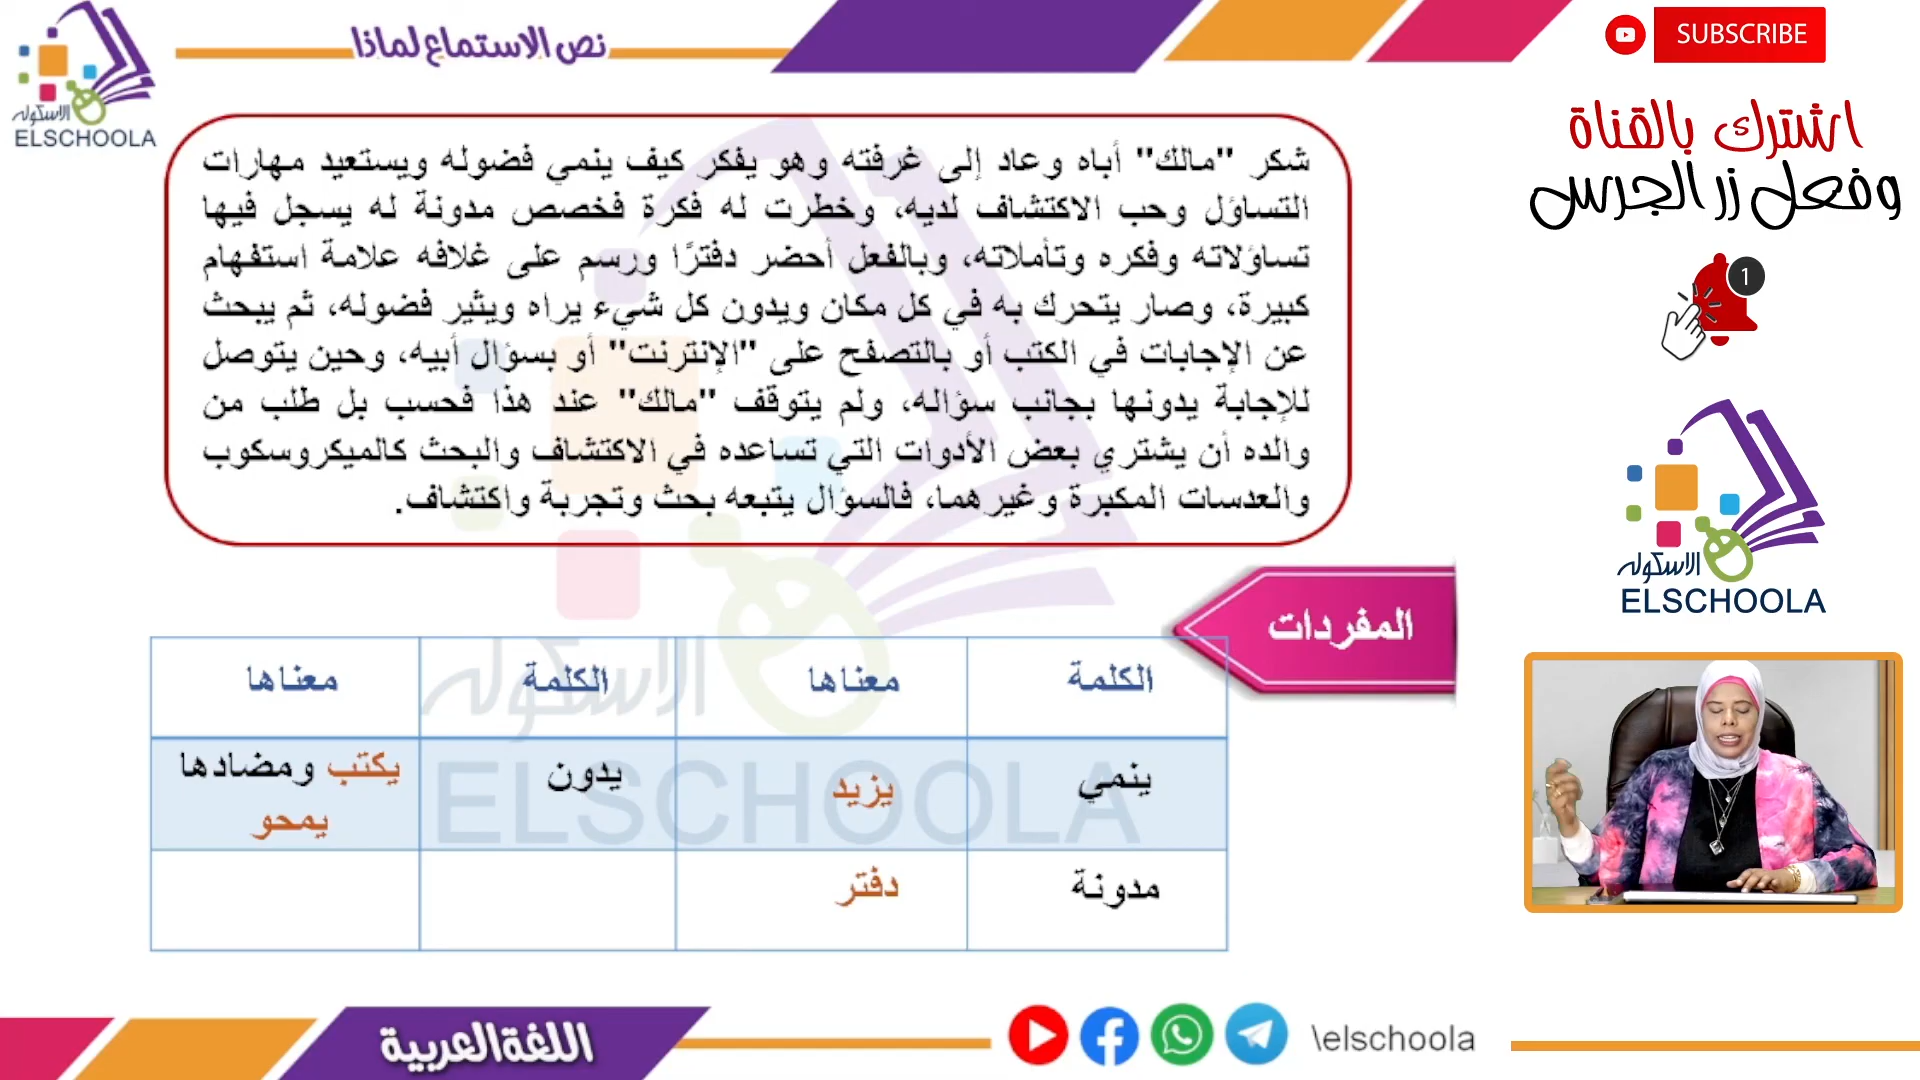 نص الاستماع لماذا
SUBSCRIBE
الاسكوله
ELSCHOOLA
اشترك بالقناة
وفعل زر الجرس
1
شكر "مالك" أباه وعاد إلى غرفته وهو يفكر كيف ينمي فضوله ويستعيد مهارات
التساؤل وحب الاكتشاف لديه، وخطرت له فكرة فخصص مدونة له يسجل فيها
تساؤلاته وفكره وتأملاته، وبالفعل أحضر دفترًا ورسم على غلافه علامة استفهام
كبيرة، وصار يتحرك به في كل مكان ويدون كل شيء يراه ويثير فضوله، ثم يبحث
عن الإجابات في الكتب أو بالتصفح على "الإنترنت" أو بسؤال أبيه، وحين يتوصل
للإجابة يدونها بجانب سؤاله، ولم يتوقف "مالك" عند هذا فحسب بل طلب من
والده أن يشتري بعض الأدوات التي تساعده في الاكتشاف والبحث كالميكروسكوب
والعدسات المكبرة وغيرهما، فالسؤال يتبعه بحث وتجربة واكتشاف.
الاسكوله
ELSCHOOLA
المفردات
الكلمة معناها الكلمة معناها
ينمي يزيد يدون يكتب ومضادها
يمحو
مدونة دفتر
الاسكوله
ELSCHOOLA
اللغة العربية
\elschoola